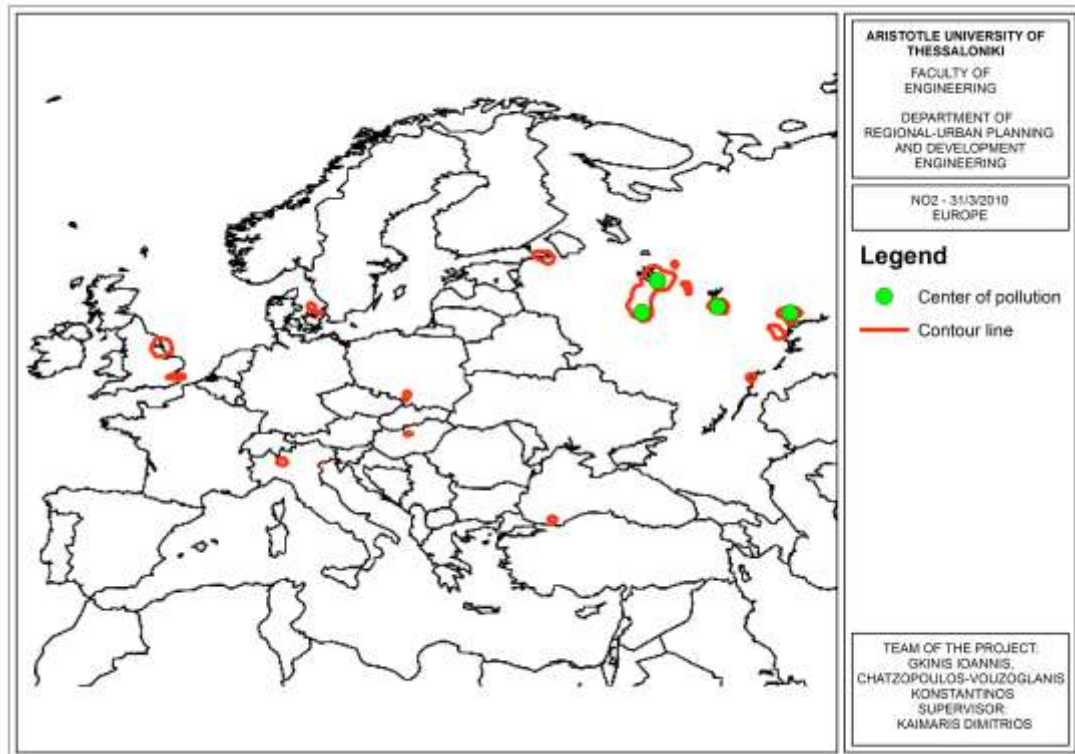 ARISTOTLE UNIVERSITY OF
THESSALONIKI
FACULTY OF
ENGINEERING
DEPARTMENT OF
REGIONAL-URBAN PLANNING
AND DEVELOPMENT
ENGINEERING
NO2 - 31/3/2010
EUROPE
Legend
Center of pollution
Contour line
TEAM OF THE PROJECT:
GKINIS IOANNIS,
CHATZOPOULOS-VOUZOGLANIS
KONSTANTINOS
SUPERVISOR:
KAIMARIS DIMITRIOS